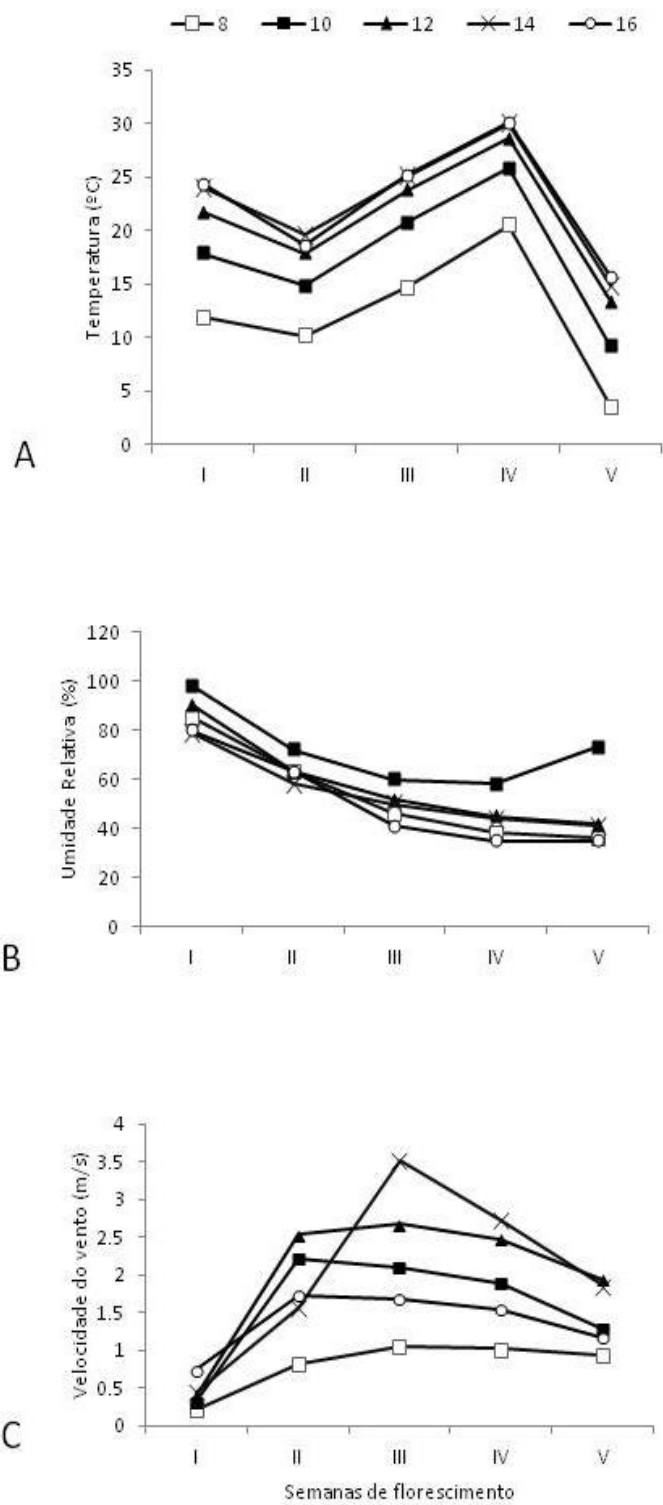 8 10 12 14 16
Temperatura (ºC)
35
30
25
20
15
10
5
0
I II III IV V
A
Umidade Relativa (%)
120
100
80
60
40
20
0
I II III IV V
B
Velocidade do vento (m/s)
4
3.5
3
2.5
2
1.5
1
0.5
0
I II III IV V
C
Semanas de florescimento